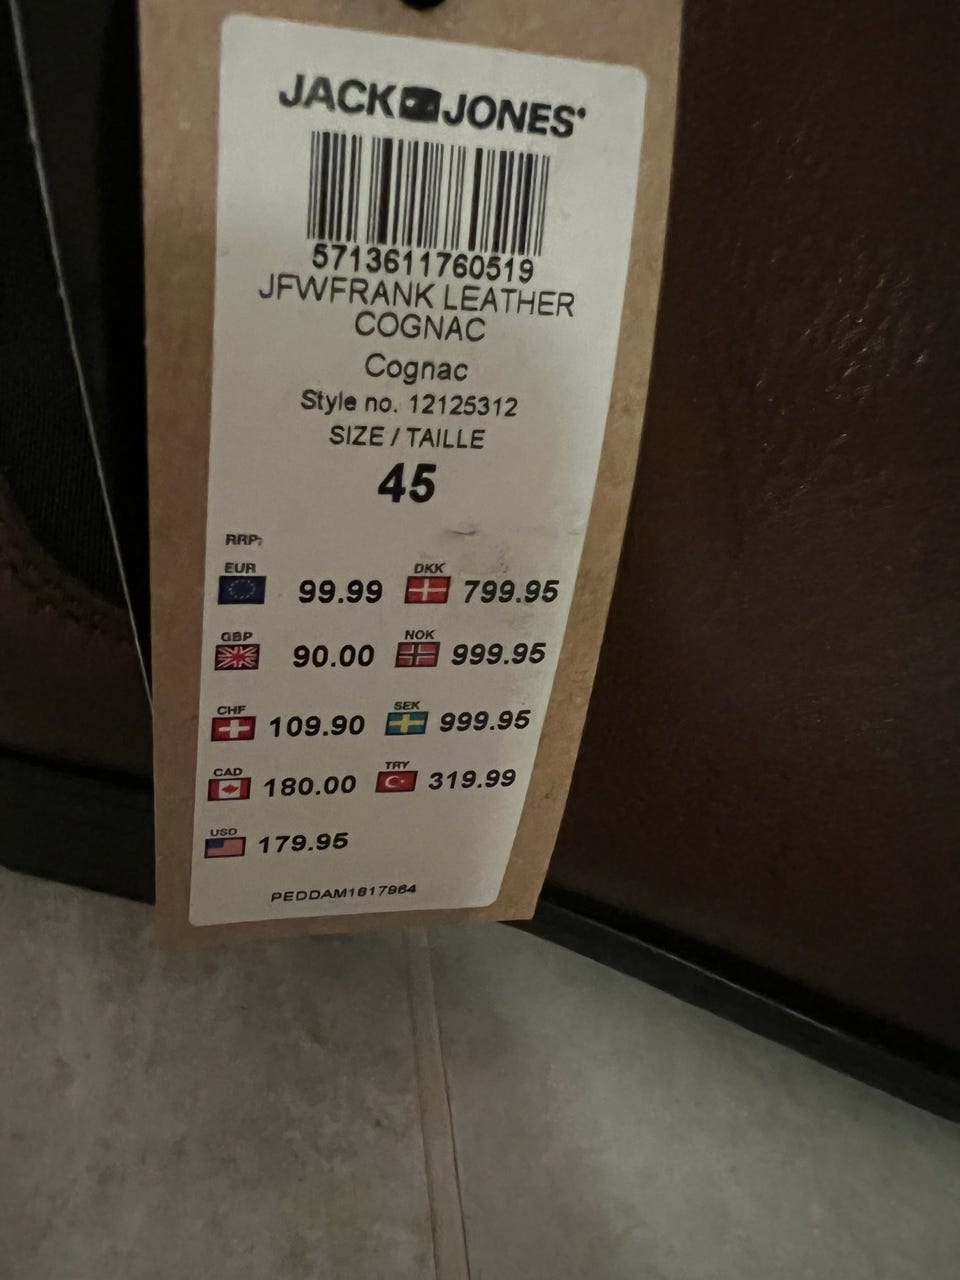 JACK JONES
5713611760519
JFWFRANK LEATHER
COGNAC
Cognac
Style no. 12125312
SIZE / TAILLE
45
RRP:
EUR 99.99 DKK 799.95
GBP 90.00 NOK 999.95
CHF 109.90 SEK 999.95
CAD 180.00 TRY 319.99
USD 179.95
PEDDAM1817964